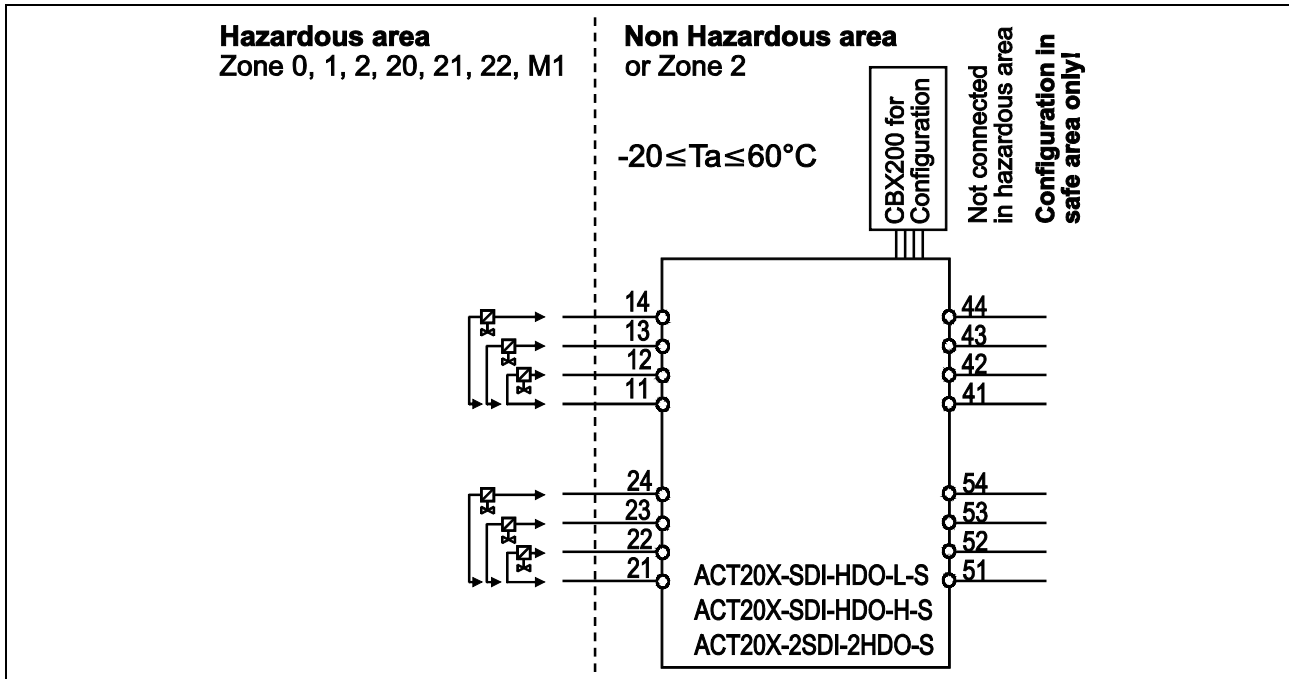 Hazardous area
Zone 0, 1, 2, 20, 21, 22, M1
Non Hazardous area
or Zone 2
-20≤Ta≤60°C
CBX200 for
Configuration
Not connected
in hazardous area
Configuration in
safe area only!
14
13
12
11
24
23
22
21
44
43
42
41
54
53
52
51
ACT20X-SDI-HDO-L-S
ACT20X-SDI-HDO-H-S
ACT20X-2SDI-2HDO-S